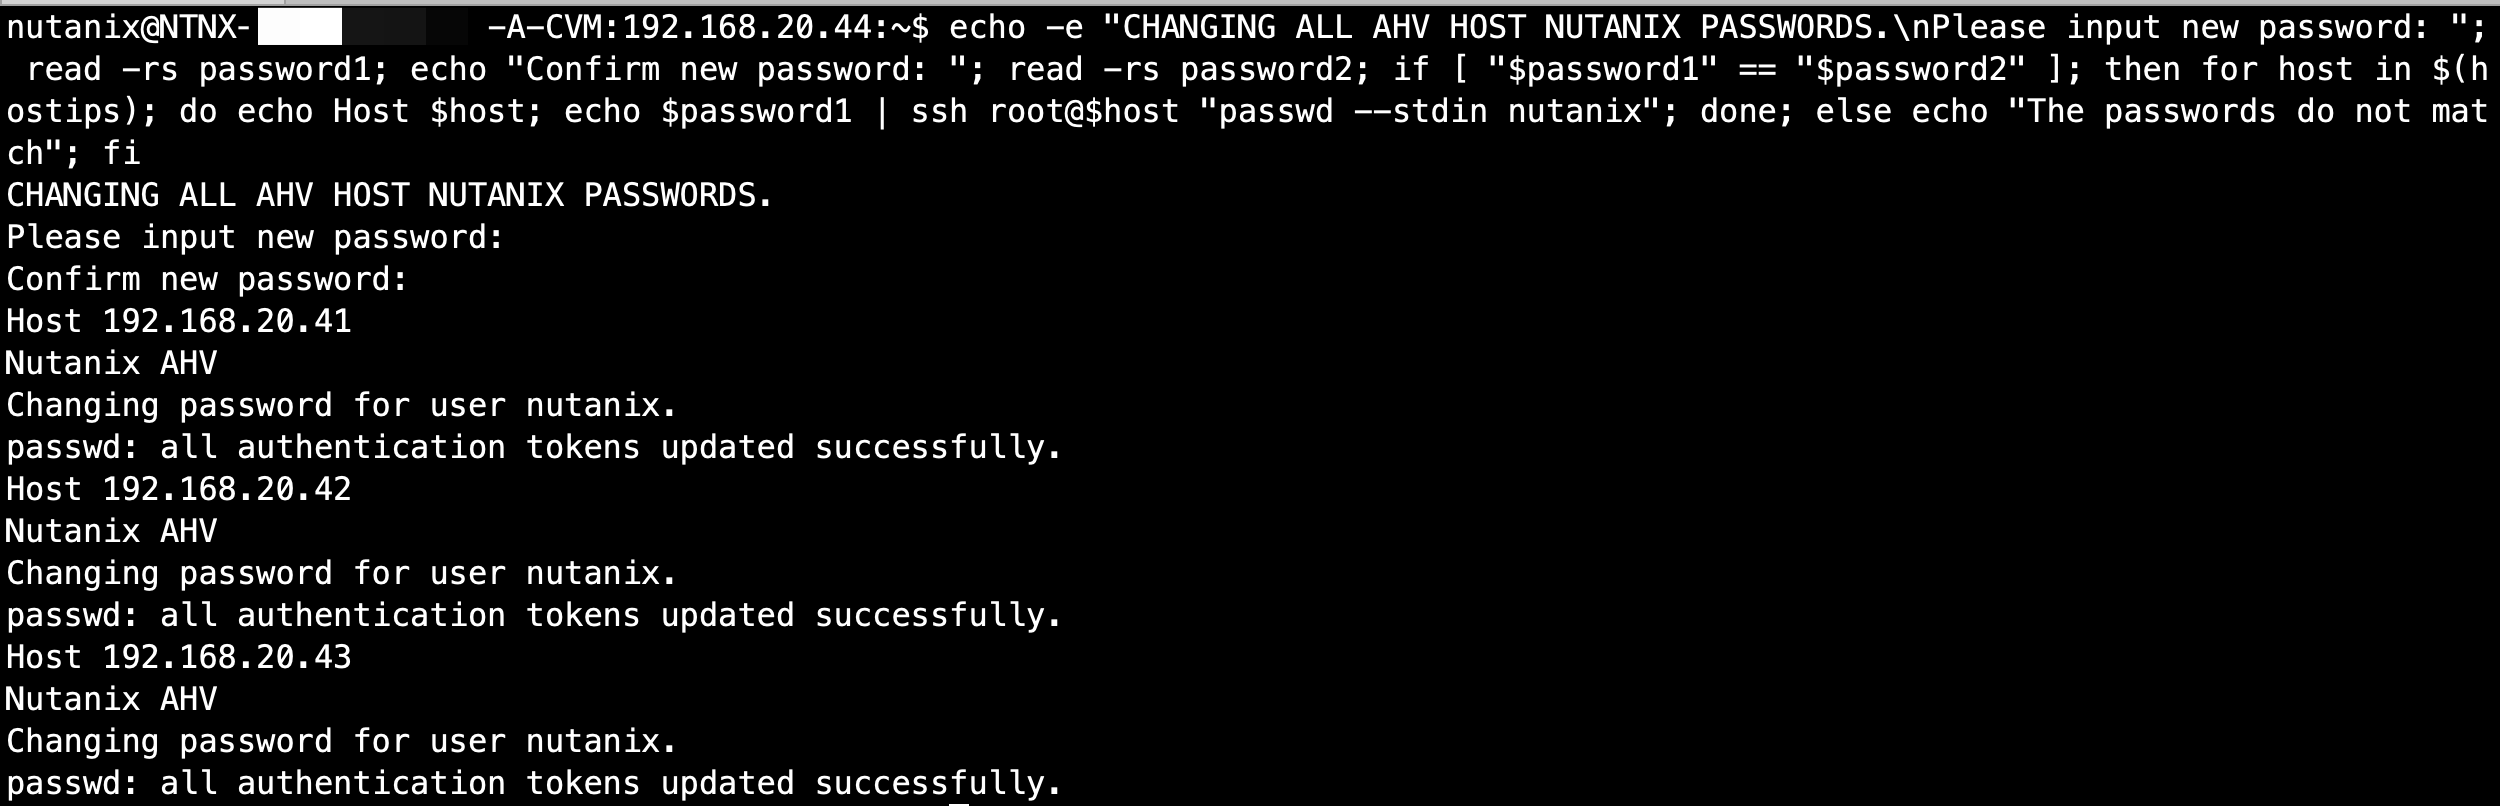 nutanix@NTNX- -A-CVM:192.168.20.44:~$ echo -e "CHANGING ALL AHV HOST NUTANIX PASSWORDS.\nPlease input new password: ";
 read -rs password1; echo "Confirm new password: "; read -rs password2; if [ "$password1" == "$password2" ]; then for host in $(h
ostips); do echo Host $host; echo $password1 | ssh root@$host "passwd --stdin nutanix"; done; else echo "The passwords do not mat
ch"; fi
CHANGING ALL AHV HOST NUTANIX PASSWORDS.
Please input new password:
Confirm new password:
Host 192.168.20.41
Nutanix AHV
Changing password for user nutanix.
passwd: all authentication tokens updated successfully.
Host 192.168.20.42
Nutanix AHV
Changing password for user nutanix.
passwd: all authentication tokens updated successfully.
Host 192.168.20.43
Nutanix AHV
Changing password for user nutanix.
passwd: all authentication tokens updated successfully.